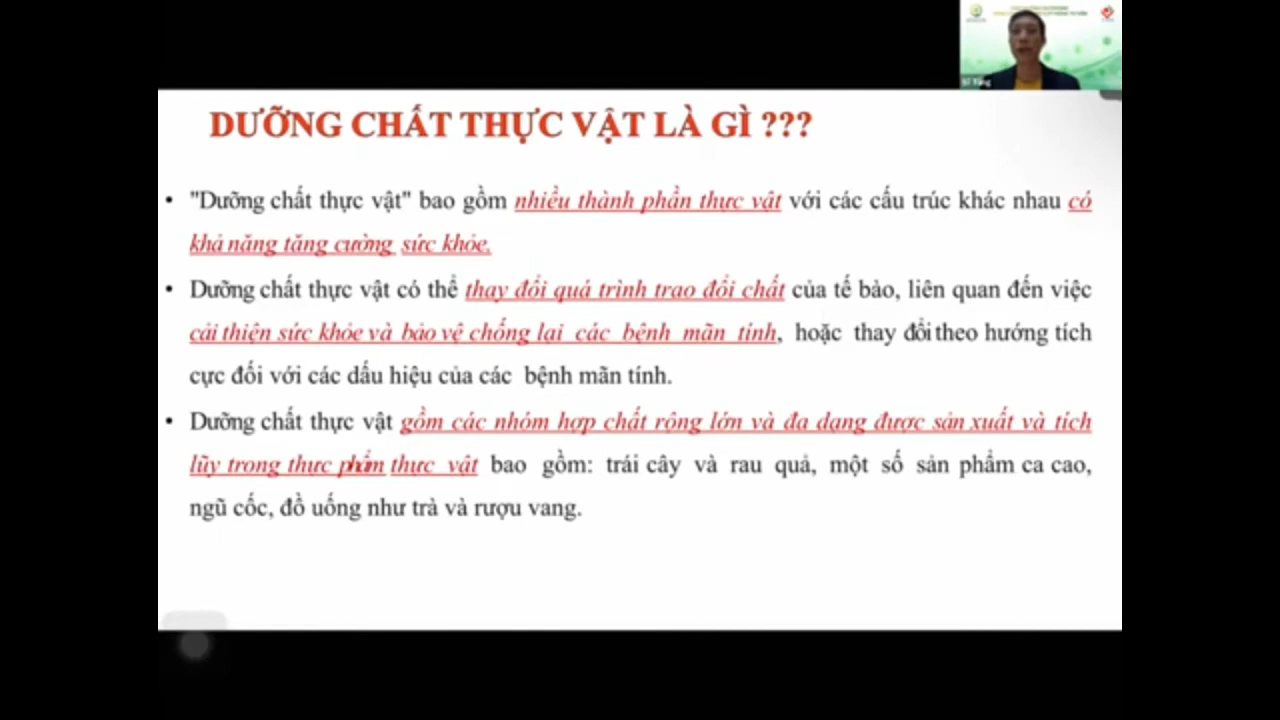 DƯỠNG CHẤT THỰC VẬT LÀ GÌ ???
• "Dưỡng chất thực vật" bao gồm nhiều thành phần thực vật với các cấu trúc khác nhau có
khả năng tăng cường sức khỏe.
• Dưỡng chất thực vật có thể thay đổi quá trình trao đổi chất của tế bào, liên quan đến việc
cải thiện sức khỏe và bảo vệ chống lại các bệnh mãn tính, hoặc thay đổi theo hướng tích
cực đối với các dấu hiệu của các bệnh mãn tính.
• Dưỡng chất thực vật gồm các nhóm hợp chất rộng lớn và đa dạng được sản xuất và tích
lũy trong thực phẩm thực vật bao gồm: trái cây và rau quả, một số sản phẩm ca cao,
ngũ cốc, đồ uống như trà và rượu vang.